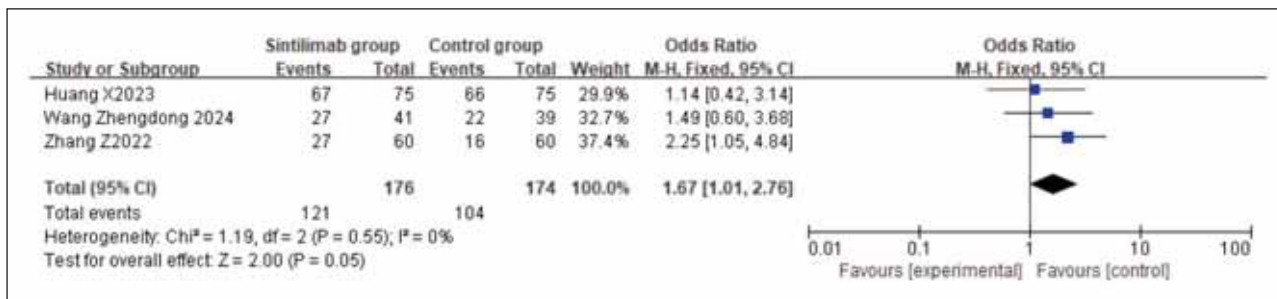 Sintilimab group Control group Odds Ratio Odds Ratio
Study or Subgroup Events Total Events Total Weight M-H, Fixed, 95% CI M-H, Fixed, 95% CI
Huang X2023 67 75 66 75 29.9% 1.14 [0.42, 3.14]
Wang Zhengdong 2024 27 41 22 39 32.7% 1.49 [0.60, 3.68]
Zhang Z2022 27 60 16 60 37.4% 2.25 [1.05, 4.84]
Total (95% CI) 176 174 100.0% 1.67 [1.01, 2.76]
Total events 121 104
Heterogeneity: Chi² = 1.19, df = 2 (P = 0.55); I² = 0%
Test for overall effect: Z = 2.00 (P = 0.05)
0.01 0.1 1 10 100
Favours [experimental] Favours [control]